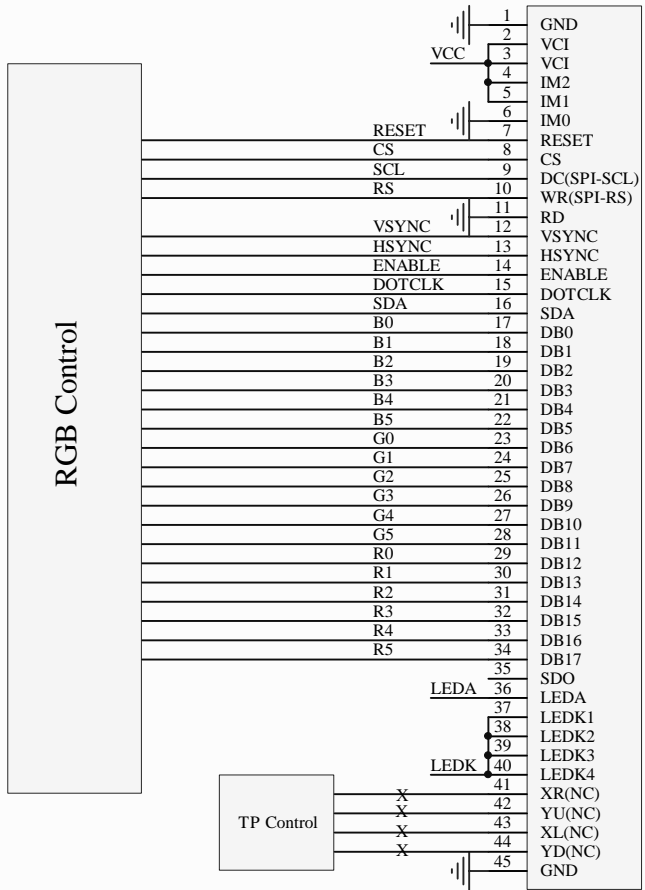 1 GND
2 VCI
VCC 3 VCI
4 IM2
5 IM1
6 IM0
RESET 7 RESET
CS 8 CS
SCL 9 DC(SPI-SCL)
RS 10 WR(SPI-RS)
11 RD
VSYNC 12 VSYNC
HSYNC 13 HSYNC
ENABLE 14 ENABLE
DOTCLK 15 DOTCLK
SDA 16 SDA
B0 17 DB0
B1 18 DB1
B2 19 DB2
B3 20 DB3
B4 21 DB4
B5 22 DB5
G0 23 DB6
G1 24 DB7
G2 25 DB8
G3 26 DB9
G4 27 DB10
G5 28 DB11
R0 29 DB12
R1 30 DB13
R2 31 DB14
R3 32 DB15
R4 33 DB16
R5 34 DB17
35 SDO
LEDA 36 LEDA
37 LEDK1
38 LEDK2
39 LEDK3
LEDK 40 LEDK4
X 41 XR(NC)
X 42 YU(NC)
X 43 XL(NC)
X 44 YD(NC)
45 GND
RGB Control
TP Control